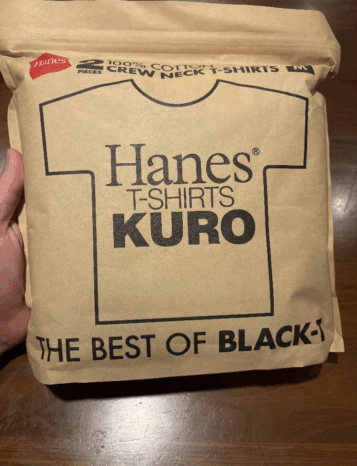 Hanes 2 PIECES 100% COTTON
CREW NECK T-SHIRTS M
Hanes®
T-SHIRTS
KURO
THE BEST OF BLACK-T